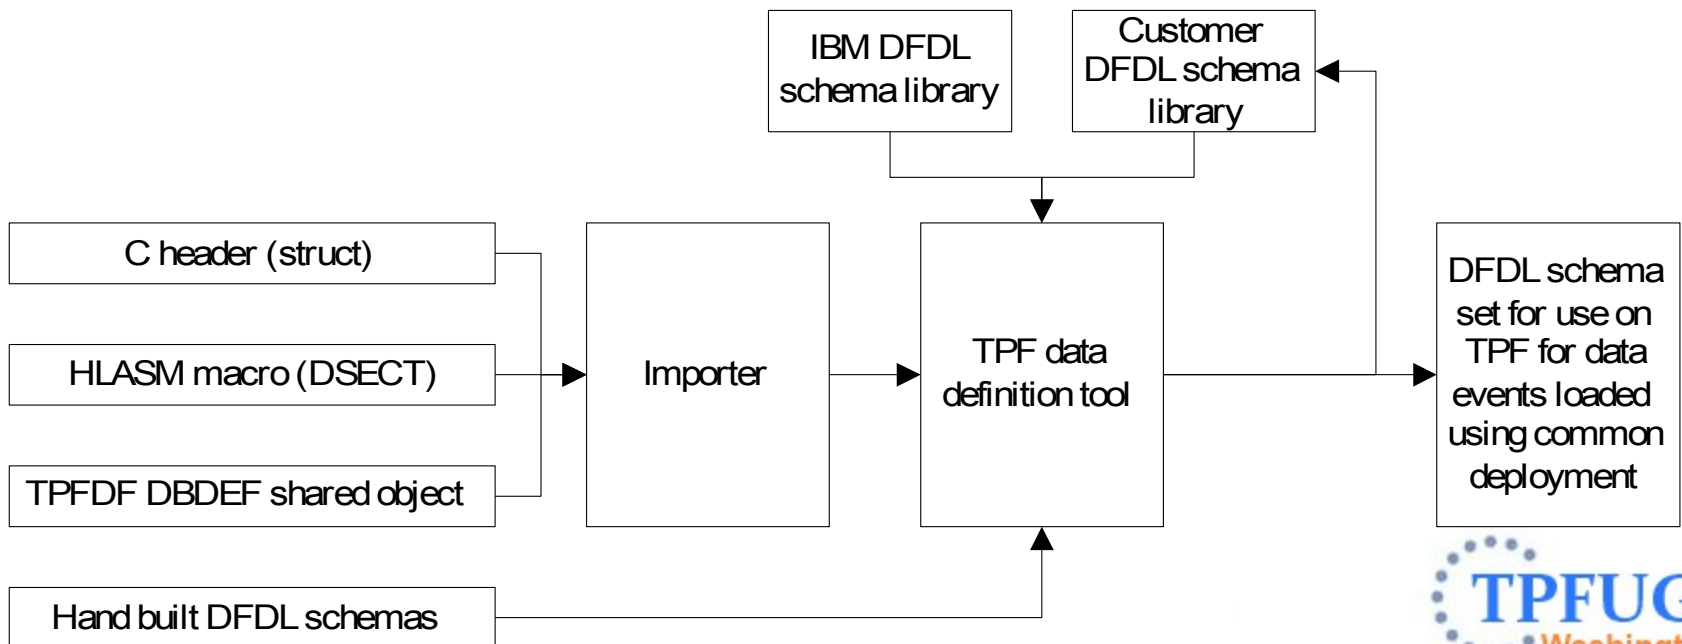 IBM DFDL
schema library
Customer
DFDL schema
library
C header (struct)
HLASM macro (DSECT)
TPFDF DBDEF shared object
Hand built DFDL schemas
Importer
TPF data
definition tool
DFDL schema
set for use on
TPF for data
events loaded
using common
deployment
TPFUG
Washingt